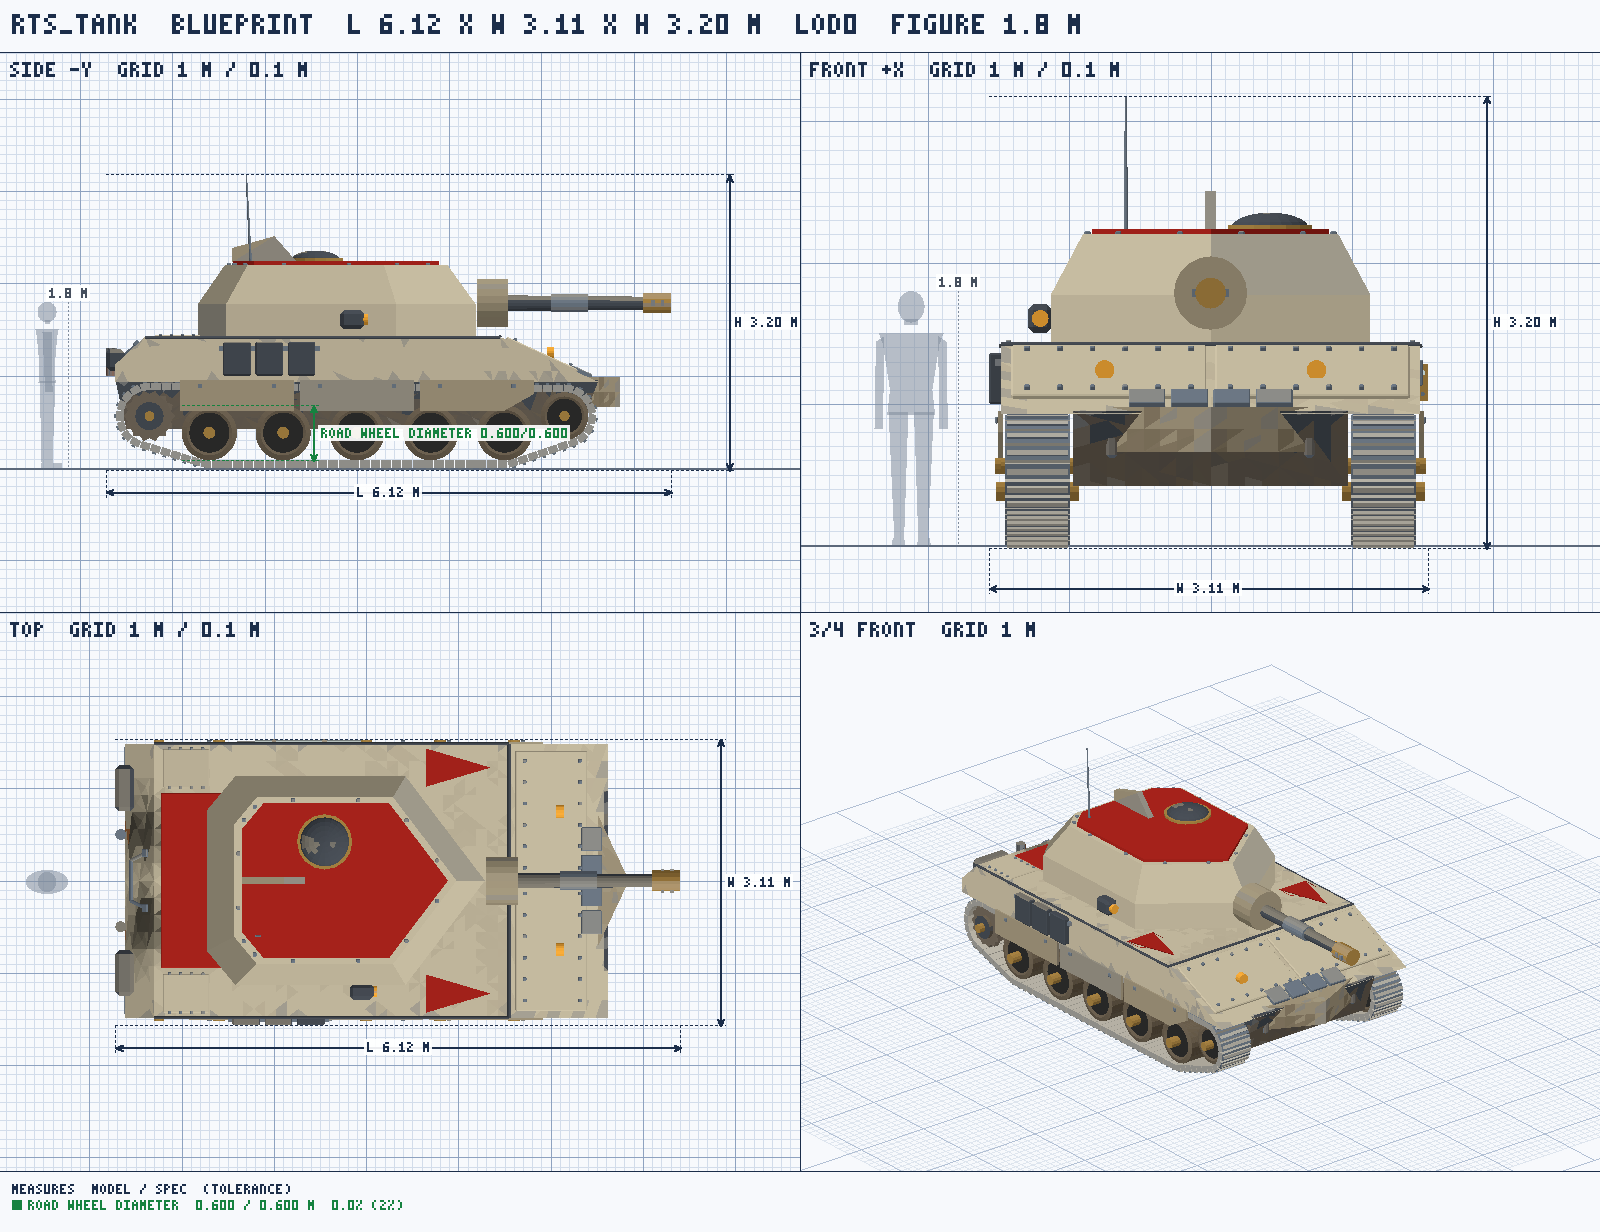 RTS_TANK BLUEPRINT L 6.12 X W 3.11 X H 3.20 M LOD0 FIGURE 1.8 M
SIDE -Y GRID 1 M / 0.1 M
1.8 M
H 3.20 M
ROAD WHEEL DIAMETER 0.600/0.600
L 6.12 M
FRONT +X GRID 1 M / 0.1 M
1.8 M
H 3.20 M
W 3.11 M
TOP GRID 1 M / 0.1 M
W 3.11 M
L 6.12 M
3/4 FRONT GRID 1 M
MEASURES MODEL / SPEC (TOLERANCE)
ROAD WHEEL DIAMETER 0.600 / 0.600 M 0.0% (2%)